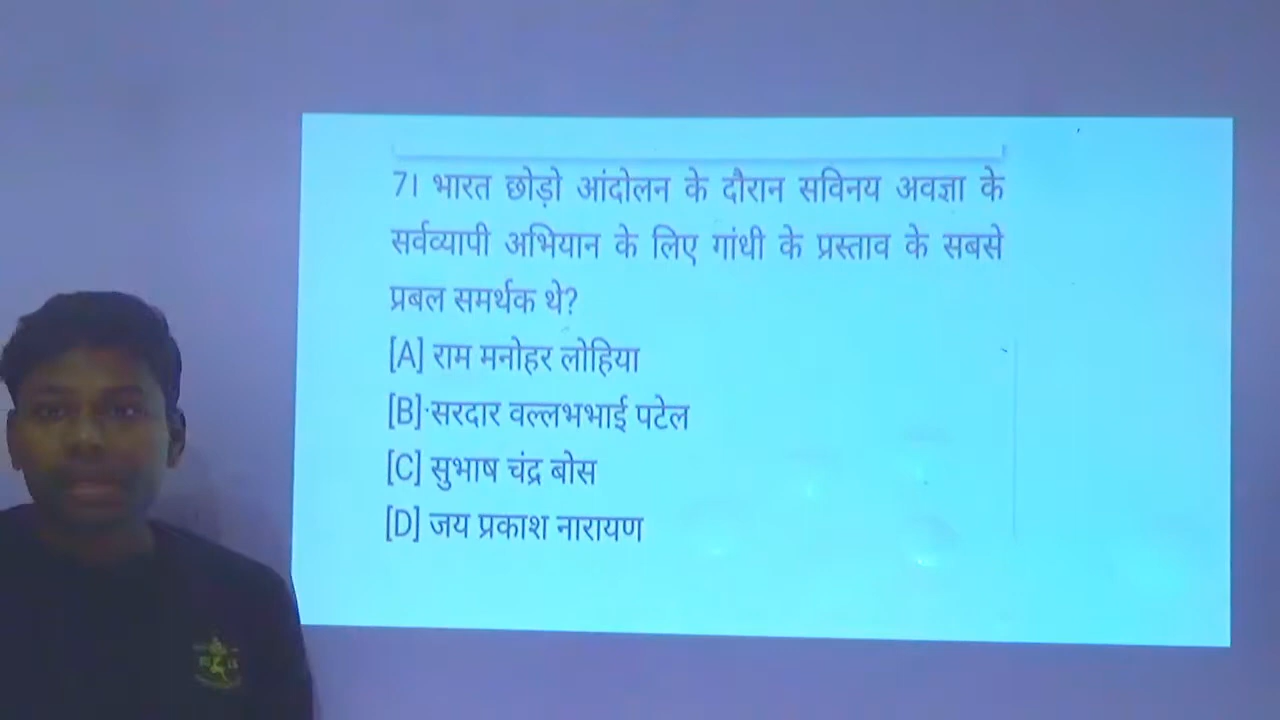 7। भारत छोड़ो आंदोलन के दौरान सविनय अवज्ञा के
सर्वव्यापी अभियान के लिए गांधी के प्रस्ताव के सबसे
प्रबल समर्थक थे?
[A] राम मनोहर लोहिया
[B] सरदार वल्लभभाई पटेल
[C] सुभाष चंद्र बोस
[D] जय प्रकाश नारायण